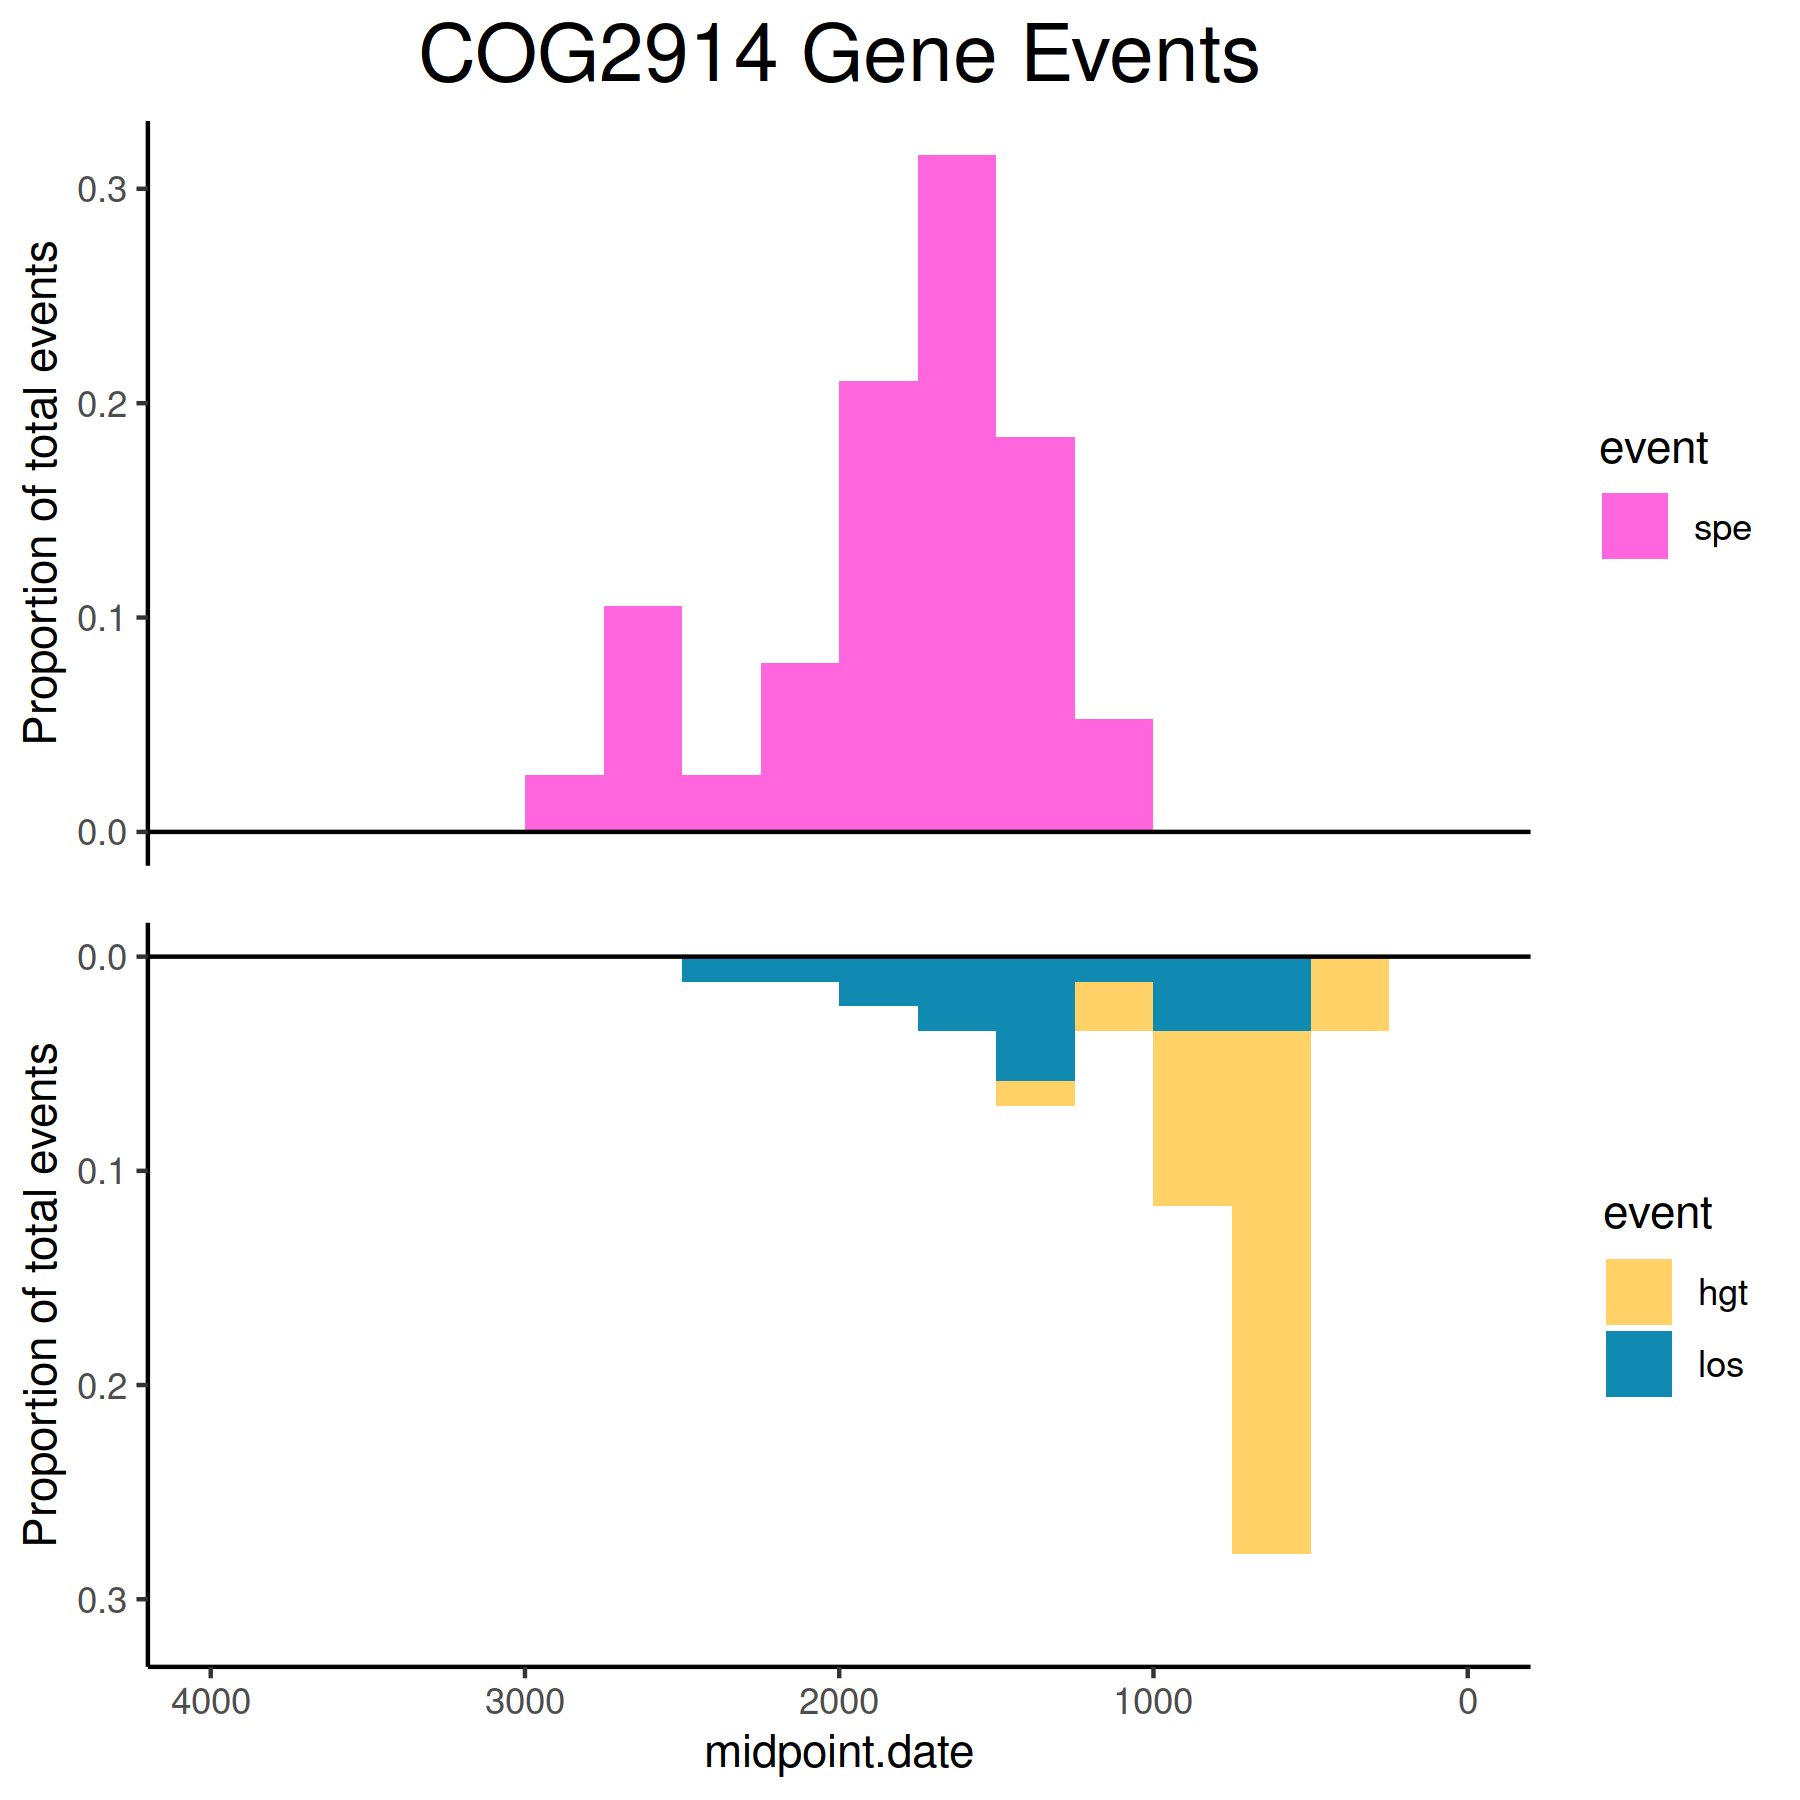 COG2914 Gene Events
Proportion of total events
0.3
0.2
0.1
0.0
event
spe
Proportion of total events
0.0
0.1
0.2
0.3
event
hgt
los
4000 3000 2000 1000 0
midpoint.date